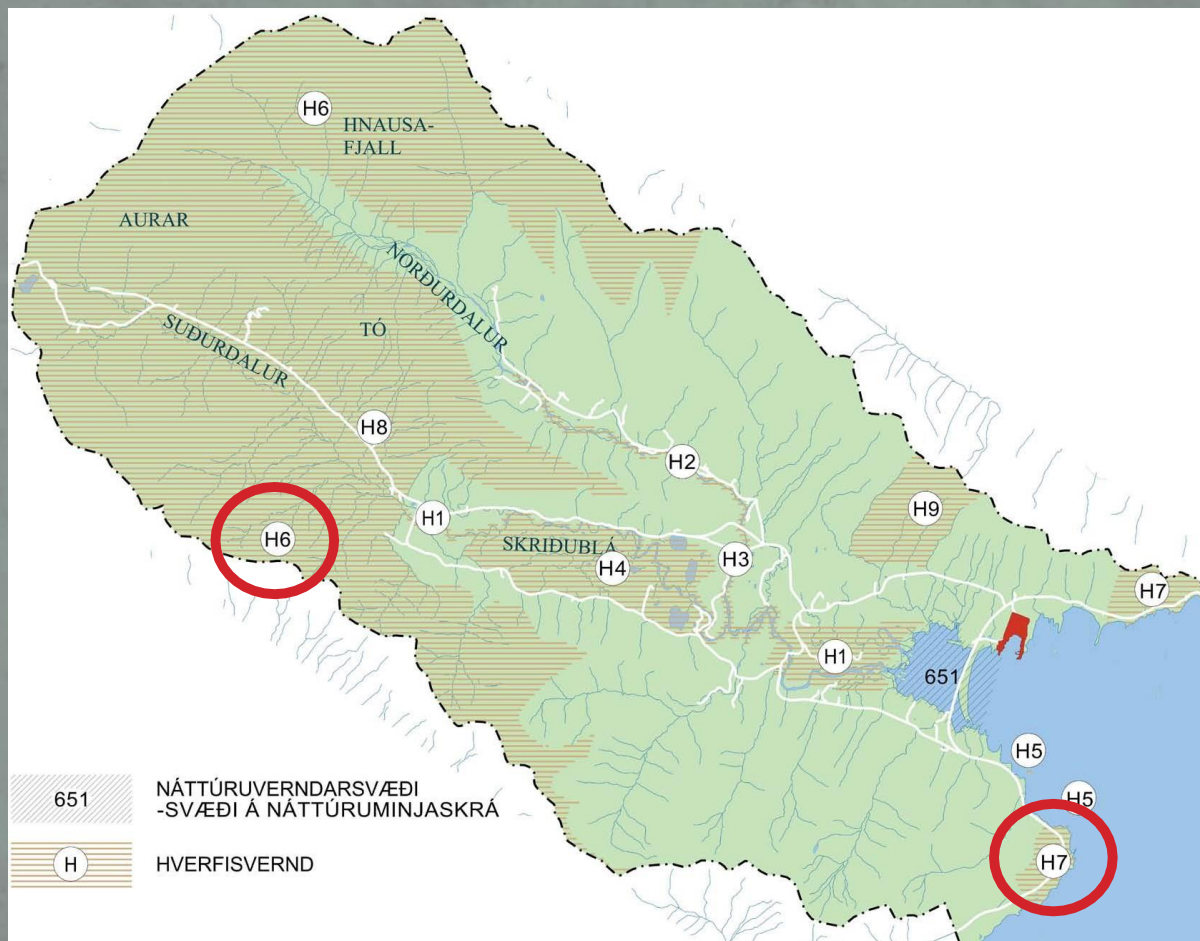 H6
HNAUSA-
FJALL
AURAR
NORÐURDALUR
SUÐURDALUR
TÓ
H8
H2
H1
H9
H6
SKRIÐUBLÁ
H4
H3
H7
H1
651
H5
H5
H7
651
NÁTTÚRUVERNDARSVÆÐI
-SVÆÐI Á NÁTTÚRUMINJASKRÁ
H
HVERFISVERND